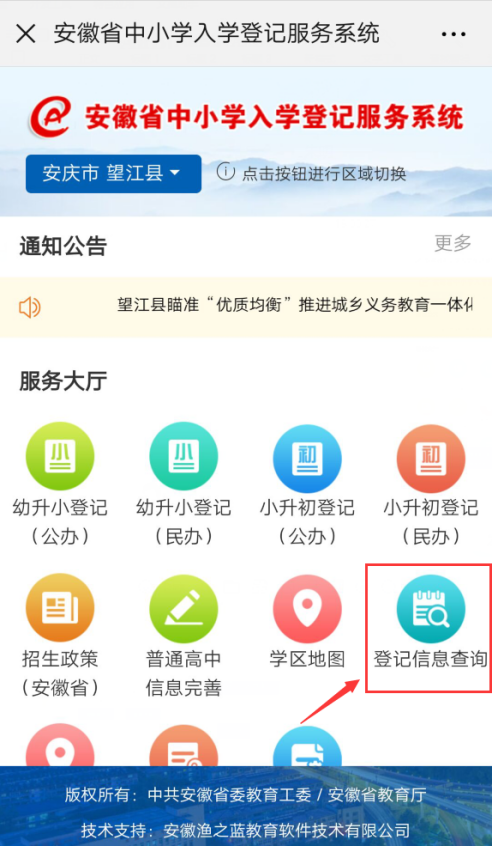 安徽省中小学入学登记服务系统
安徽省中小学入学登记服务系统
安庆市 望江县
点击按钮进行区域切换
通知公告
更多
望江县瞄准“优质均衡”推进城乡义务教育一体化
服务大厅
小
小
初
初
幼升小登记
（公办）
幼升小登记
（民办）
小升初登记
（公办）
小升初登记
（民办）
招生政策
（安徽省）
普通高中
信息完善
学区地图
登记信息查询
版权所有：中共安徽省委教育工委 / 安徽省教育厅
技术支持：安徽渔之蓝教育软件技术有限公司